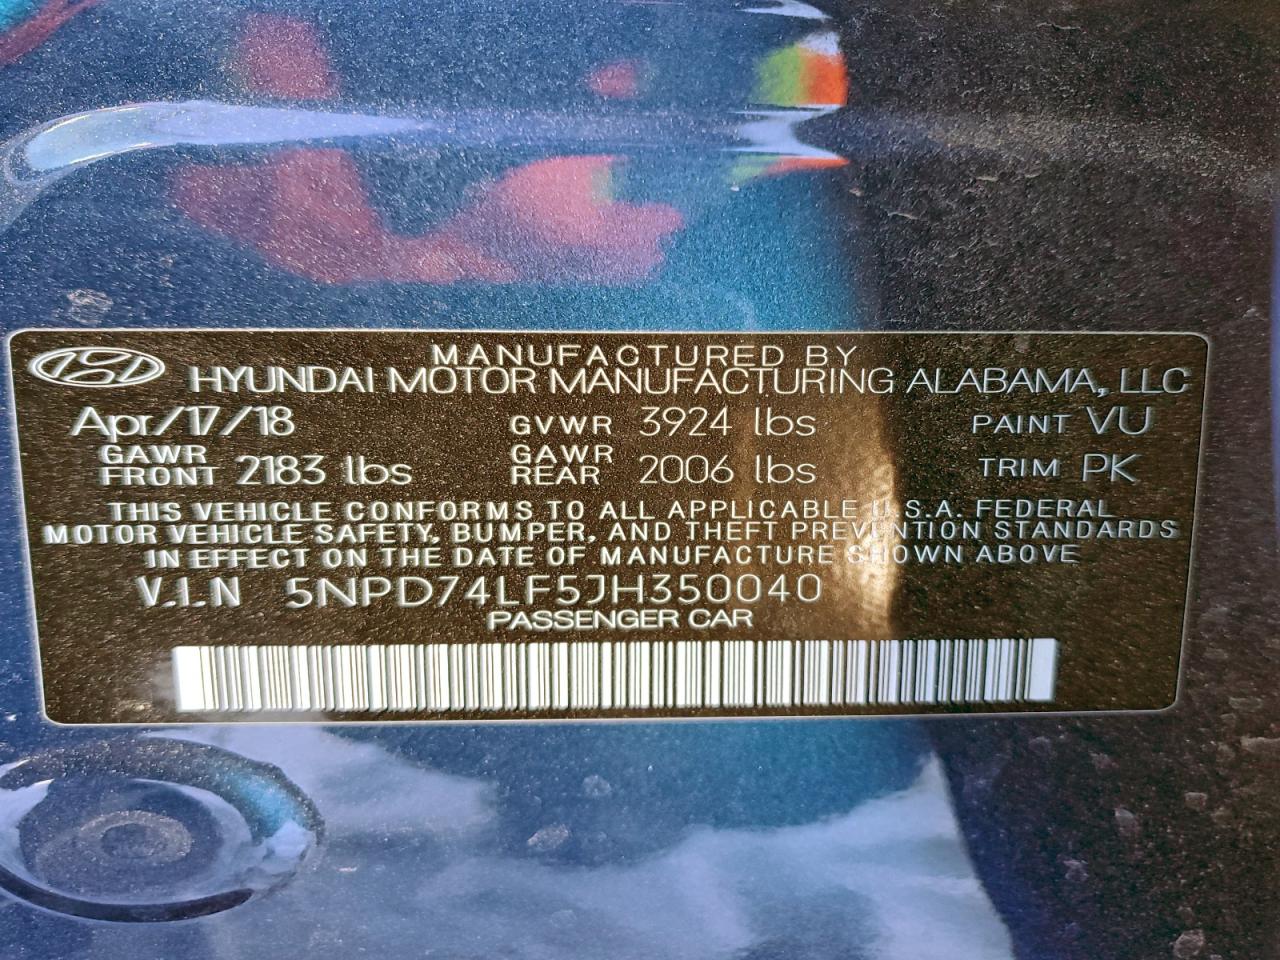 MANUFACTURED BY
HYUNDAI MOTOR MANUFACTURING ALABAMA, LLC
Apr/17/18 GVWR 3924 lbs PAINT VU
GAWR FRONT 2183 lbs GAWR REAR 2006 lbs TRIM PK
THIS VEHICLE CONFORMS TO ALL APPLICABLE U.S.A. FEDERAL
MOTOR VEHICLE SAFETY, BUMPER, AND THEFT PREVENTION STANDARDS
IN EFFECT ON THE DATE OF MANUFACTURE SHOWN ABOVE
V.I.N 5NPD74LF5JH350040
PASSENGER CAR